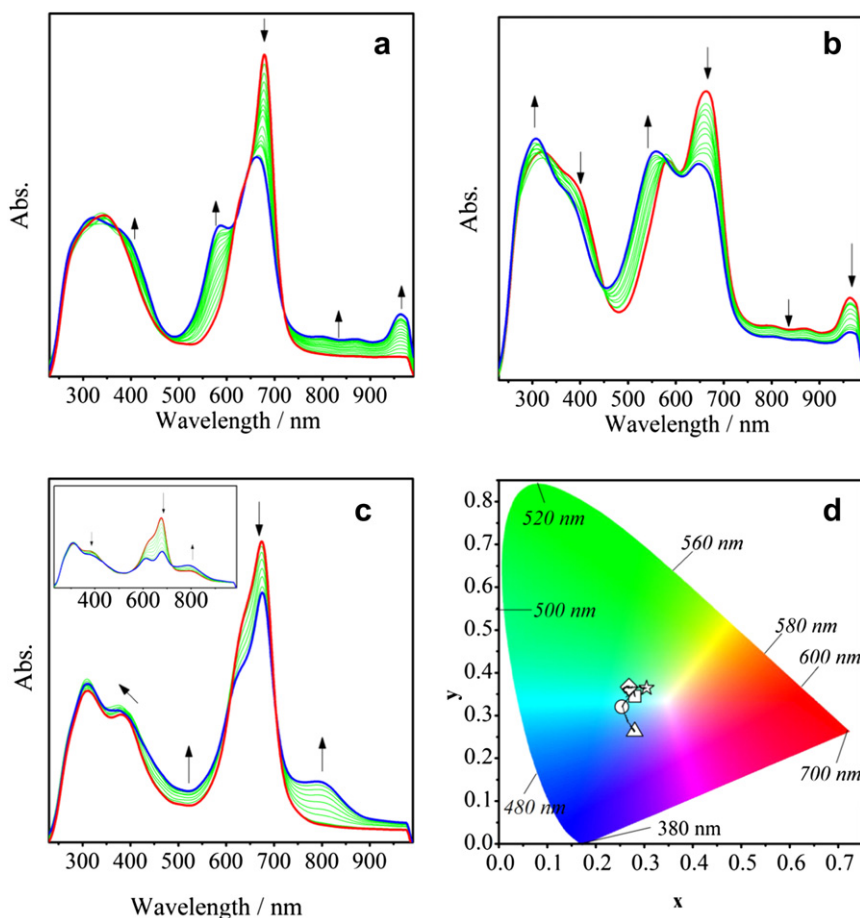 a
Abs.
300 400 500 600 700 800 900
Wavelength / nm
b
Abs.
300 400 500 600 700 800 900
Wavelength / nm
c
400 600 800
Abs.
300 400 500 600 700 800 900
Wavelength / nm
d
0.8
0.7
0.6
0.5
0.4
0.3
0.2
0.1
0.0
y
520 nm
560 nm
500 nm
580 nm
600 nm
700 nm
480 nm
380 nm
0.0 0.1 0.2 0.3 0.4 0.5 0.6 0.7
x